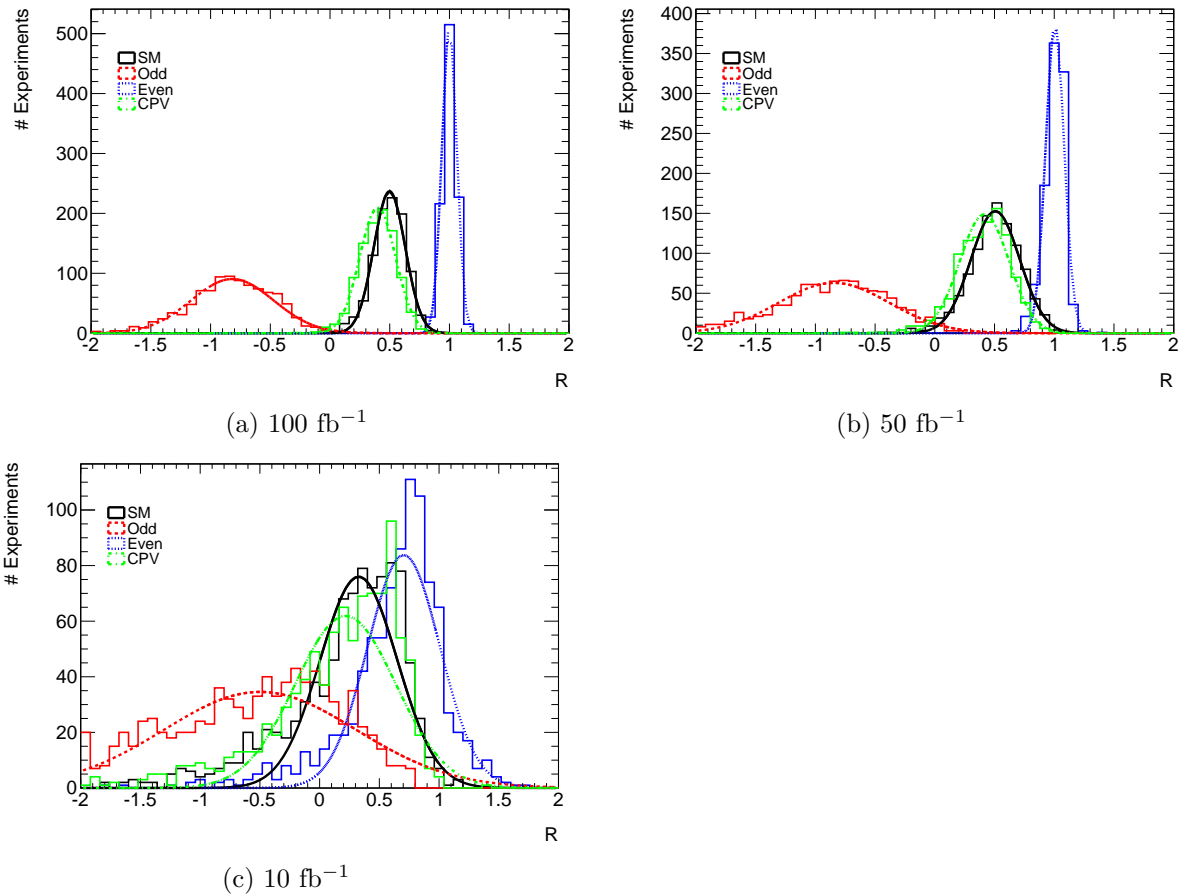 # Experiments
500
400
300
200
100
0
SM
Odd
Even
CPV
-2 -1.5 -1 -0.5 0 0.5 1 1.5 2
R
(a) 100 fb⁻¹
# Experiments
400
350
300
250
200
150
100
50
0
SM
Odd
Even
CPV
-2 -1.5 -1 -0.5 0 0.5 1 1.5 2
R
(b) 50 fb⁻¹
# Experiments
100
80
60
40
20
0
SM
Odd
Even
CPV
-2 -1.5 -1 -0.5 0 0.5 1 1.5 2
R
(c) 10 fb⁻¹